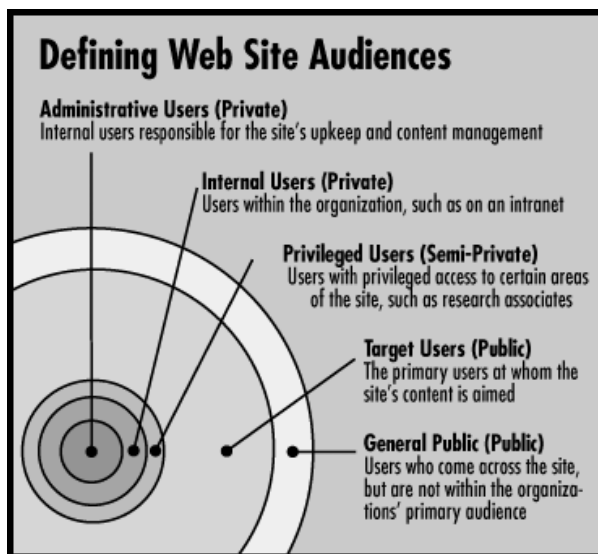 Defining Web Site Audiences
Administrative Users (Private)
Internal users responsible for the site's upkeep and content management
Internal Users (Private)
Users within the organization, such as on an intranet
Privileged Users (Semi-Private)
Users with privileged access to certain areas
of the site, such as research associates
Target Users (Public)
The primary users at whom the
site's content is aimed
General Public (Public)
Users who come across the site,
but are not within the organiza-
tions' primary audience